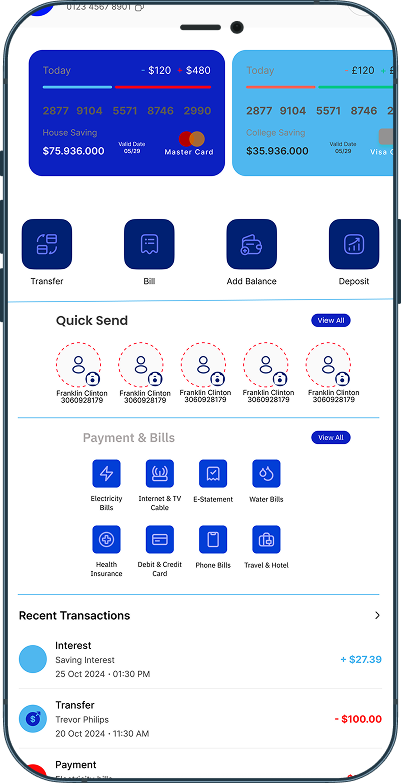 0123 4567 8901
Today - $120 + $480
2877 9104 5571 8746 2990
House Saving
$75.936.000
Valid Date
05/29
Master Card
Today - £120 + £
2877 9104 5571 8746
College Saving
$35.936.000
Valid Date
05/29
Visa C
Transfer Bill Add Balance Deposit
Quick Send View All
Franklin Clinton Franklin Clinton Franklin Clinton Franklin Clinton Franklin Clinton
3060928179 3060928179 3060928179 3060928179 3060928179
Payment & Bills View All
Electricity Bills
Internet & TV Cable
E-Statement
Water Bills
Health Insurance
Debit & Credit Card
Phone Bills
Travel & Hotel
Recent Transactions
Interest
Saving Interest + $27.39
25 Oct 2024 · 01:30 PM
Transfer
Trevor Philips - $100.00
20 Oct 2024 · 11:30 AM
Payment
Electricity bills